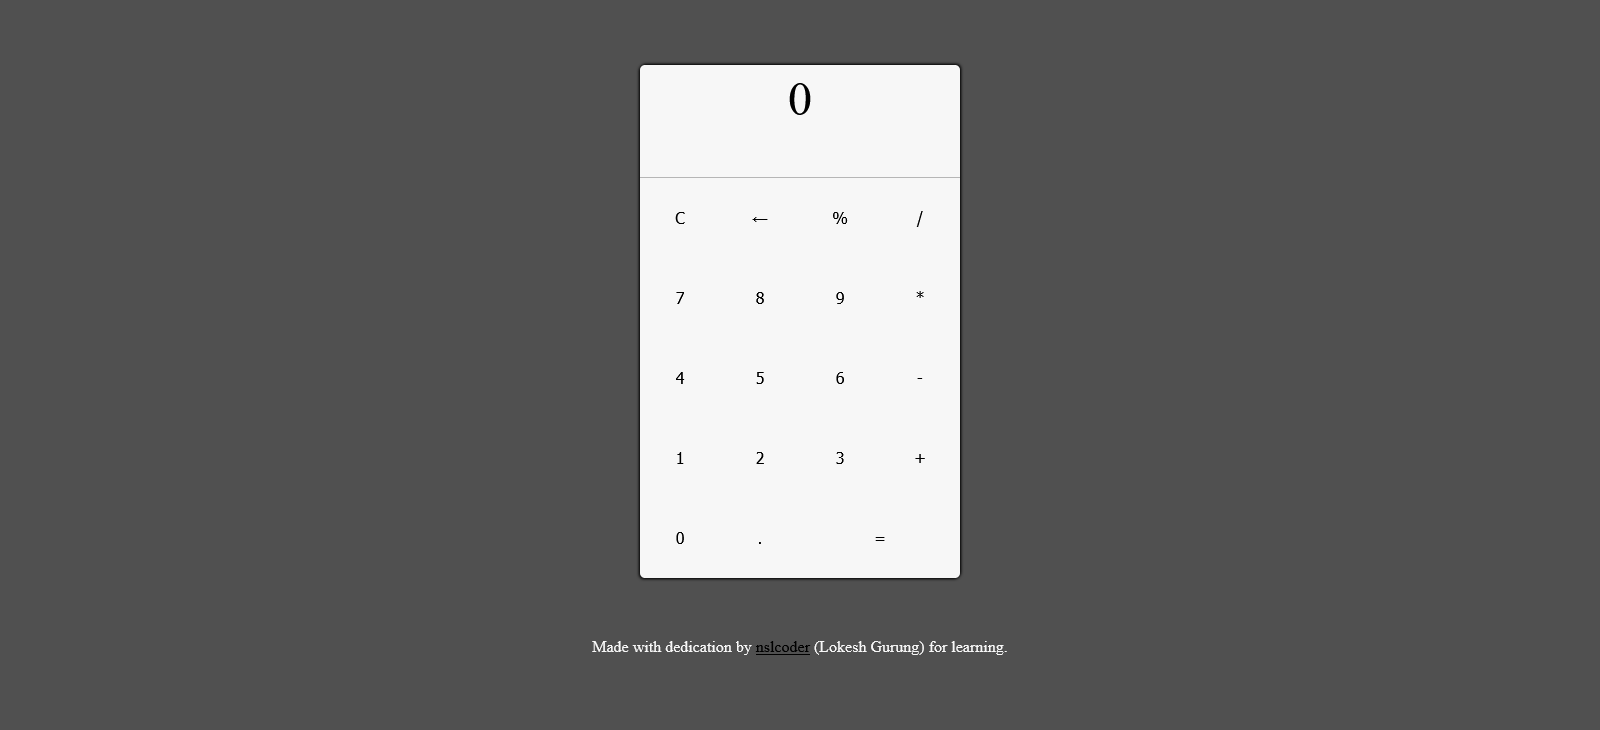 0
C ← % /
7 8 9 *
4 5 6 -
1 2 3 +
0 . =
Made with dedication by nslcoder (Lokesh Gurung) for learning.